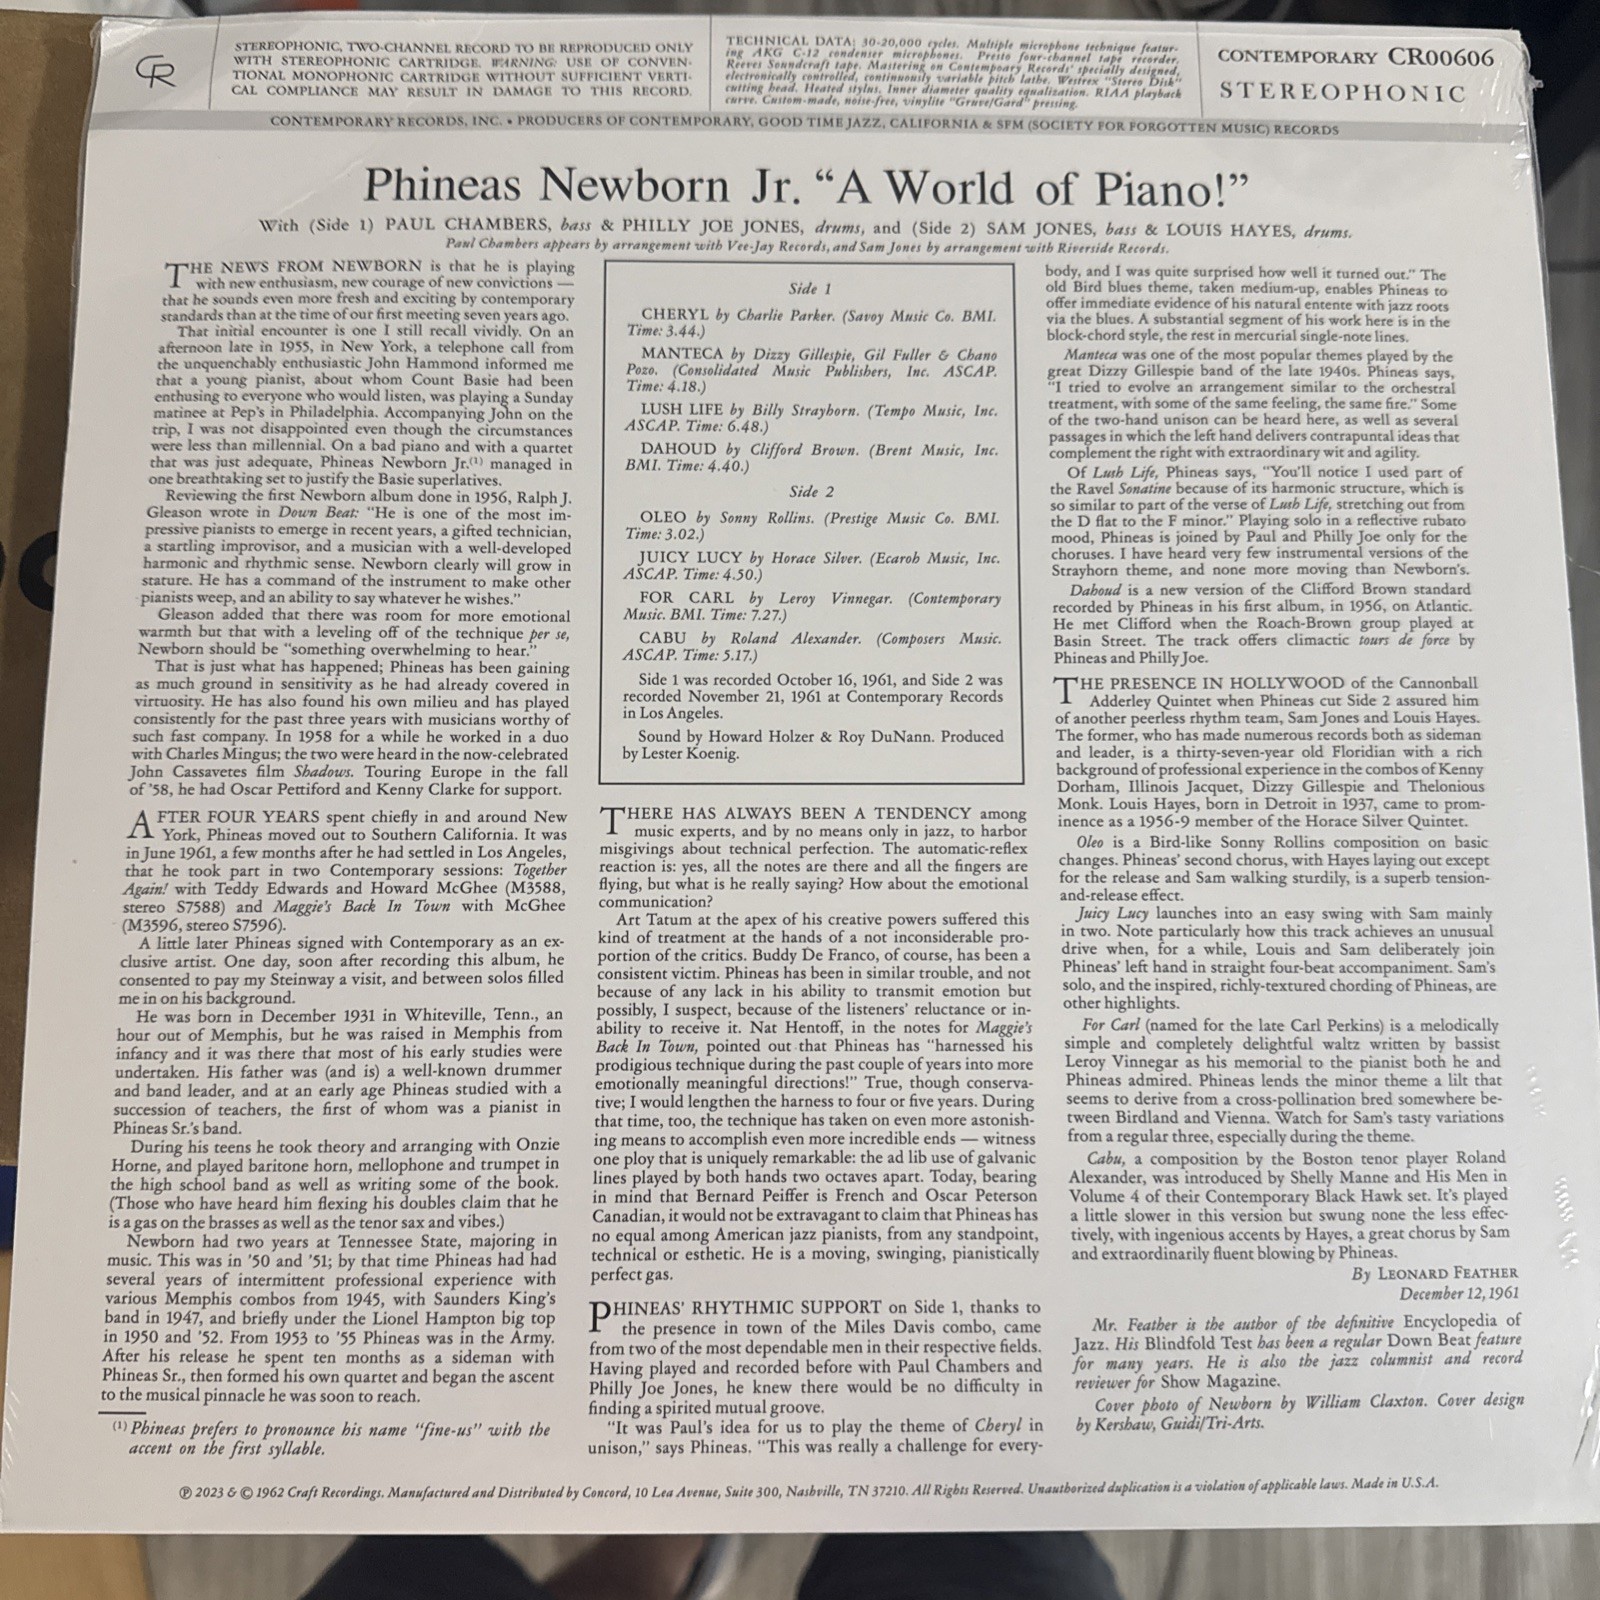 CR
STEREOPHONIC, TWO-CHANNEL RECORD TO BE REPRODUCED ONLY
WITH STEREOPHONIC CARTRIDGE. WARNING: USE OF CONVEN-
TIONAL MONOPHONIC CARTRIDGE WITHOUT SUFFICIENT VERTI-
CAL COMPLIANCE MAY RESULT IN DAMAGE TO THIS RECORD.
TECHNICAL DATA: 30-20,000 cycles. Multiple microphone technique featur-
ing AKG C-12 condenser microphones. Presto four-channel tape recorder.
Reeves Soundcraft tape. Mastering on Contemporary Records' specially designed,
electronically controlled, continuously variable pitch lathe. Westrex "Stereo Disk"
cutting head. Heated stylus. Inner diameter quality equalization. RIAA playback
curve. Custom-made, noise-free, vinylite "Gruve/Gard" pressing.
CONTEMPORARY CR00606
STEREOPHONIC
CONTEMPORARY RECORDS, INC. • PRODUCERS OF CONTEMPORARY, GOOD TIME JAZZ, CALIFORNIA & SFM (SOCIETY FOR FORGOTTEN MUSIC) RECORDS
Phineas Newborn Jr. “A World of Piano!”
With (Side 1) PAUL CHAMBERS, bass & PHILLY JOE JONES, drums, and (Side 2) SAM JONES, bass & LOUIS HAYES, drums.
Paul Chambers appears by arrangement with Vee-Jay Records, and Sam Jones by arrangement with Riverside Records.
THE NEWS FROM NEWBORN is that he is playing
with new enthusiasm, new courage of new convictions —
that he sounds even more fresh and exciting by contemporary
standards than at the time of our first meeting seven years ago.
That initial encounter is one I still recall vividly. On an
afternoon late in 1955, in New York, a telephone call from
the unquenchably enthusiastic John Hammond informed me
that a young pianist, about whom Count Basie had been
enthusing to everyone who would listen, was playing a Sunday
matinee at Pep's in Philadelphia. Accompanying John on the
trip, I was not disappointed even though the circumstances
were less than millennial. On a bad piano and with a quartet
that was just adequate, Phineas Newborn Jr.(1) managed in
one breathtaking set to justify the Basie superlatives.
Reviewing the first Newborn album done in 1956, Ralph J.
Gleason wrote in Down Beat: "He is one of the most im-
pressive pianists to emerge in recent years, a gifted technician,
a startling improvisor, and a musician with a well-developed
harmonic and rhythmic sense. Newborn clearly will grow in
stature. He has a command of the instrument to make other
pianists weep, and an ability to say whatever he wishes."
Gleason added that there was room for more emotional
warmth but that with a leveling off of the technique per se,
Newborn should be "something overwhelming to hear."
That is just what has happened; Phineas has been gaining
as much ground in sensitivity as he had already covered in
virtuosity. He has also found his own milieu and has played
consistently for the past three years with musicians worthy of
such fast company. In 1958 for a while he worked in a duo
with Charles Mingus; the two were heard in the now-celebrated
John Cassavetes film Shadows. Touring Europe in the fall
of '58, he had Oscar Pettiford and Kenny Clarke for support.
AFTER FOUR YEARS spent chiefly in and around New
York, Phineas moved out to Southern California. It was
in June 1961, a few months after he had settled in Los Angeles,
that he took part in two Contemporary sessions: Together
Again! with Teddy Edwards and Howard McGhee (M3588,
stereo S7588) and Maggie's Back In Town with McGhee
(M3596, stereo S7596).
A little later Phineas signed with Contemporary as an ex-
clusive artist. One day, soon after recording this album, he
consented to pay my Steinway a visit, and between solos filled
me in on his background.
He was born in December 1931 in Whiteville, Tenn., an
hour out of Memphis, but he was raised in Memphis from
infancy and it was there that most of his early studies were
undertaken. His father was (and is) a well-known drummer
and band leader, and at an early age Phineas studied with a
succession of teachers, the first of whom was a pianist in
Phineas Sr.'s band.
During his teens he took theory and arranging with Onzie
Horne, and played baritone horn, mellophone and trumpet in
the high school band as well as writing some of the book.
(Those who have heard him flexing his doubles claim that he
is a gas on the brasses as well as the tenor sax and vibes.)
Newborn had two years at Tennessee State, majoring in
music. This was in '50 and '51; by that time Phineas had had
several years of intermittent professional experience with
various Memphis combos from 1945, with Saunders King's
band in 1947, and briefly under the Lionel Hampton big top
in 1950 and '52. From 1953 to '55 Phineas was in the Army.
After his release he spent ten months as a sideman with
Phineas Sr., then formed his own quartet and began the ascent
to the musical pinnacle he was soon to reach.
(1) Phineas prefers to pronounce his name "fine-us" with the
accent on the first syllable.
Side 1
CHERYL by Charlie Parker. (Savoy Music Co. BMI.
Time: 3.44.)
MANTECA by Dizzy Gillespie, Gil Fuller & Chano
Pozo. (Consolidated Music Publishers, Inc. ASCAP.
Time: 4.18.)
LUSH LIFE by Billy Strayhorn. (Tempo Music, Inc.
ASCAP. Time: 6.48.)
DAHOUD by Clifford Brown. (Brent Music, Inc.
BMI. Time: 4.40.)
Side 2
OLEO by Sonny Rollins. (Prestige Music Co. BMI.
Time: 3.02.)
JUICY LUCY by Horace Silver. (Ecaroh Music, Inc.
ASCAP. Time: 4.50.)
FOR CARL by Leroy Vinnegar. (Contemporary
Music. BMI. Time: 7.27.)
CABU by Roland Alexander. (Composers Music.
ASCAP. Time: 5.17.)
Side 1 was recorded October 16, 1961, and Side 2 was
recorded November 21, 1961 at Contemporary Records
in Los Angeles.
Sound by Howard Holzer & Roy DuNann. Produced
by Lester Koenig.
THERE HAS ALWAYS BEEN A TENDENCY among
music experts, and by no means only in jazz, to harbor
misgivings about technical perfection. The automatic-reflex
reaction is: yes, all the notes are there and all the fingers are
flying, but what is he really saying? How about the emotional
communication?
Art Tatum at the apex of his creative powers suffered this
kind of treatment at the hands of a not inconsiderable pro-
portion of the critics. Buddy De Franco, of course, has been a
consistent victim. Phineas has been in similar trouble, and not
because of any lack in his ability to transmit emotion but
possibly, I suspect, because of the listeners' reluctance or in-
ability to receive it. Nat Hentoff, in the notes for Maggie's
Back In Town, pointed out that Phineas has "harnessed his
prodigious technique during the past couple of years into more
emotionally meaningful directions!" True, though conserva-
tive; I would lengthen the harness to four or five years. During
that time, too, the technique has taken on even more astonish-
ing means to accomplish even more incredible ends — witness
one ploy that is uniquely remarkable: the ad lib use of galvanic
lines played by both hands two octaves apart. Today, bearing
in mind that Bernard Peiffer is French and Oscar Peterson
Canadian, it would not be extravagant to claim that Phineas has
no equal among American jazz pianists, from any standpoint,
technical or esthetic. He is a moving, swinging, pianistically
perfect gas.
PHINEAS' RHYTHMIC SUPPORT on Side 1, thanks to
the presence in town of the Miles Davis combo, came
from two of the most dependable men in their respective fields.
Having played and recorded before with Paul Chambers and
Philly Joe Jones, he knew there would be no difficulty in
finding a spirited mutual groove.
"It was Paul's idea for us to play the theme of Cheryl in
unison," says Phineas. "This was really a challenge for every-
body, and I was quite surprised how well it turned out." The
old Bird blues theme, taken medium-up, enables Phineas to
offer immediate evidence of his natural entente with jazz roots
via the blues. A substantial segment of his work here is in the
block-chord style, the rest in mercurial single-note lines.
Manteca was one of the most popular themes played by the
great Dizzy Gillespie band of the late 1940s. Phineas says,
"I tried to evolve an arrangement similar to the orchestral
treatment, with some of the same feeling, the same fire." Some
of the two-hand unison can be heard here, as well as several
passages in which the left hand delivers contrapuntal ideas that
complement the right with extraordinary wit and agility.
Of Lush Life, Phineas says, "You'll notice I used part of
the Ravel Sonatine because of its harmonic structure, which is
so similar to part of the verse of Lush Life, stretching out from
the D flat to the F minor." Playing solo in a reflective rubato
mood, Phineas is joined by Paul and Philly Joe only for the
choruses. I have heard very few instrumental versions of the
Strayhorn theme, and none more moving than Newborn's.
Dahoud is a new version of the Clifford Brown standard
recorded by Phineas in his first album, in 1956, on Atlantic.
He met Clifford when the Roach-Brown group played at
Basin Street. The track offers climactic tours de force by
Phineas and Philly Joe.
THE PRESENCE IN HOLLYWOOD of the Cannonball
Adderley Quintet when Phineas cut Side 2 assured him
of another peerless rhythm team, Sam Jones and Louis Hayes.
The former, who has made numerous records both as sideman
and leader, is a thirty-seven-year old Floridian with a rich
background of professional experience in the combos of Kenny
Dorham, Illinois Jacquet, Dizzy Gillespie and Thelonious
Monk. Louis Hayes, born in Detroit in 1937, came to prom-
inence as a 1956-9 member of the Horace Silver Quintet.
Oleo is a Bird-like Sonny Rollins composition on basic
changes. Phineas' second chorus, with Hayes laying out except
for the release and Sam walking sturdily, is a superb tension-
and-release effect.
Juicy Lucy launches into an easy swing with Sam mainly
in two. Note particularly how this track achieves an unusual
drive when, for a while, Louis and Sam deliberately join
Phineas' left hand in straight four-beat accompaniment. Sam's
solo, and the inspired, richly-textured chording of Phineas, are
other highlights.
For Carl (named for the late Carl Perkins) is a melodically
simple and completely delightful waltz written by bassist
Leroy Vinnegar as his memorial to the pianist both he and
Phineas admired. Phineas lends the minor theme a lilt that
seems to derive from a cross-pollination bred somewhere be-
tween Birdland and Vienna. Watch for Sam's tasty variations
from a regular three, especially during the theme.
Cabu, a composition by the Boston tenor player Roland
Alexander, was introduced by Shelly Manne and His Men in
Volume 4 of their Contemporary Black Hawk set. It's played
a little slower in this version but swung none the less effec-
tively, with ingenious accents by Hayes, a great chorus by Sam
and extraordinarily fluent blowing by Phineas.
By LEONARD FEATHER
December 12, 1961
Mr. Feather is the author of the definitive Encyclopedia of
Jazz. His Blindfold Test has been a regular Down Beat feature
for many years. He is also the jazz columnist and record
reviewer for Show Magazine.
Cover photo of Newborn by William Claxton. Cover design
by Kershaw, Guidi/Tri-Arts.
℗ 2023 & © 1962 Craft Recordings. Manufactured and Distributed by Concord, 10 Lea Avenue, Suite 300, Nashville, TN 37210. All Rights Reserved. Unauthorized duplication is a violation of applicable laws. Made in U.S.A.